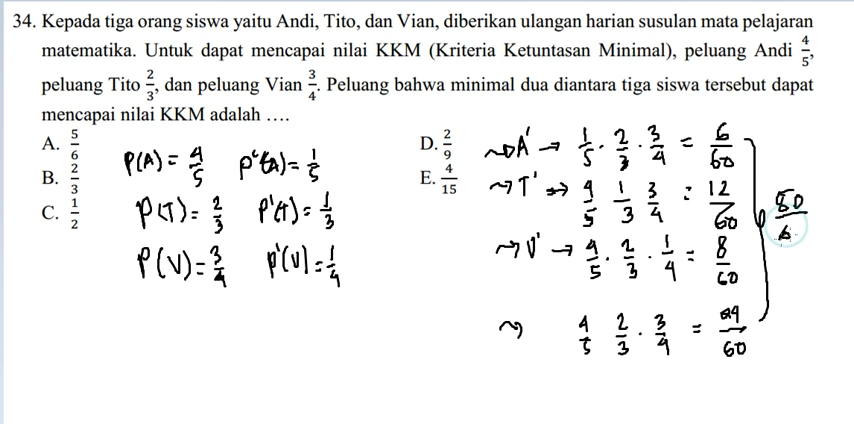 34. Kepada tiga orang siswa yaitu Andi, Tito, dan Vian, diberikan ulangan harian susulan mata pelajaran
matematika. Untuk dapat mencapai nilai KKM (Kriteria Ketuntasan Minimal), peluang Andi 4/5,
peluang Tito 2/3, dan peluang Vian 3/4. Peluang bahwa minimal dua diantara tiga siswa tersebut dapat
mencapai nilai KKM adalah ….
A. 5/6
B. 2/3
C. 1/2
D. 2/9
E. 4/15
P(A) = 4/5 P'(A) = 1/5
P(T) = 2/3 P'(T) = 1/3
P(V) = 3/4 P'(V) = 1/4
A' → 1/5 . 2/3 . 3/4 = 6/60
T' → 4/5 1/3 3/4 = 12/60
V' → 4/5 . 2/3 . 1/4 = 8/60
4/5 2/3 . 3/4 = 24/60
50/6